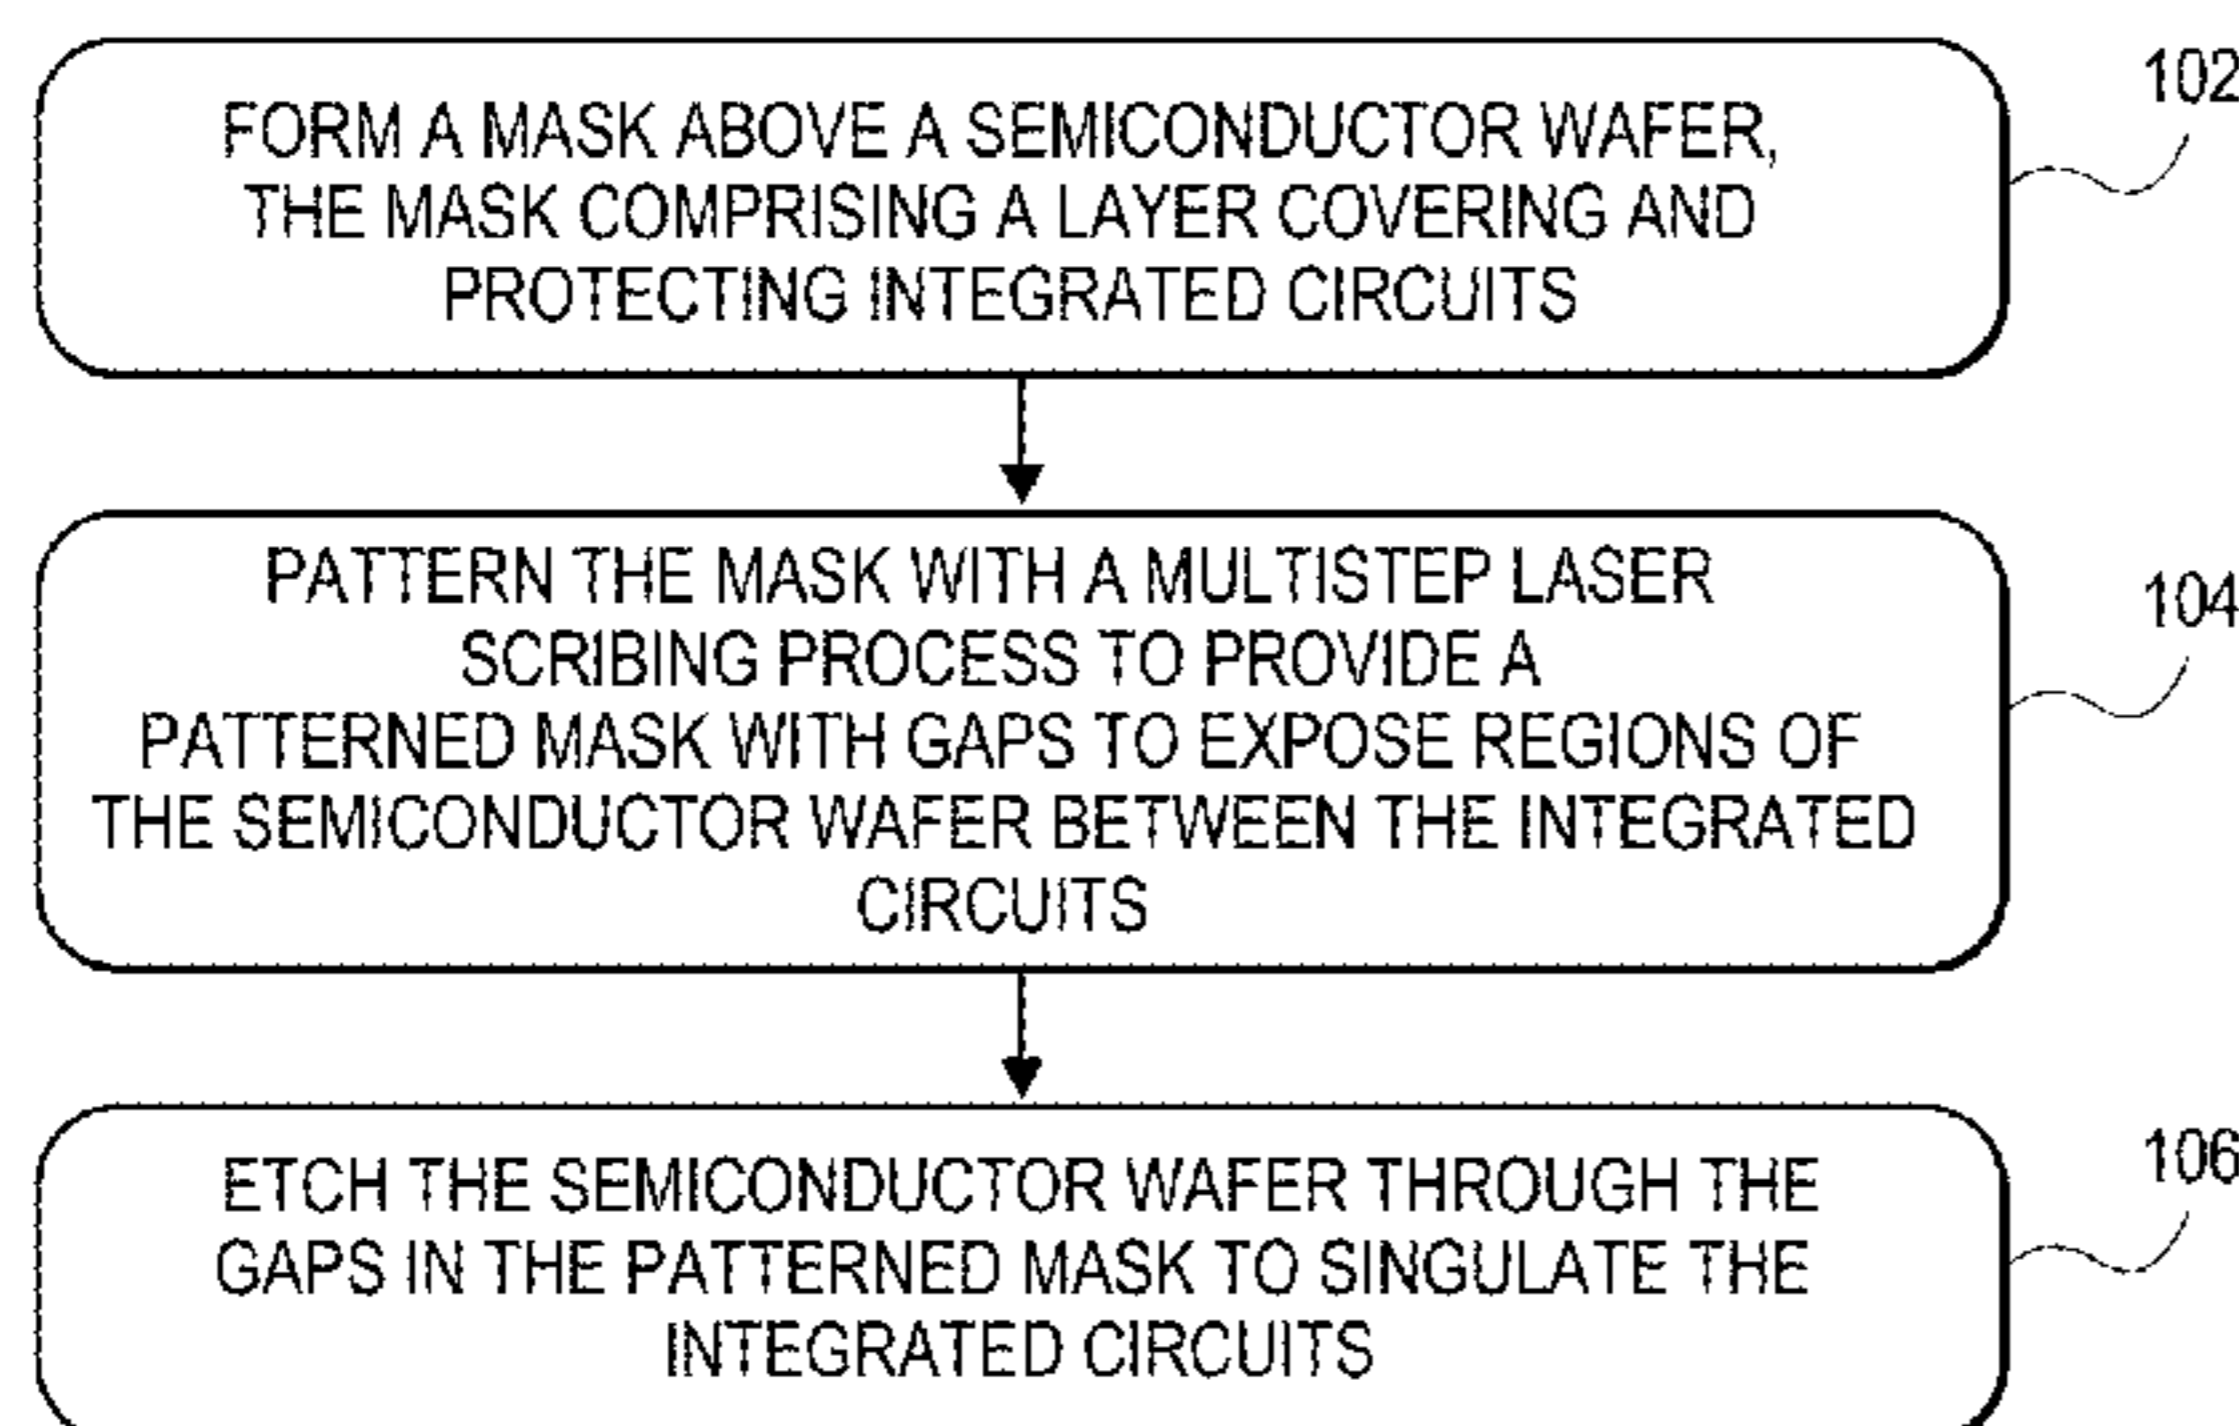 FORM A MASK ABOVE A SEMICONDUCTOR WAFER,
THE MASK COMPRISING A LAYER COVERING AND
PROTECTING INTEGRATED CIRCUITS
102
PATTERN THE MASK WITH A MULTISTEP LASER
SCRIBING PROCESS TO PROVIDE A
PATTERNED MASK WITH GAPS TO EXPOSE REGIONS OF
THE SEMICONDUCTOR WAFER BETWEEN THE INTEGRATED
CIRCUITS
104
ETCH THE SEMICONDUCTOR WAFER THROUGH THE
GAPS IN THE PATTERNED MASK TO SINGULATE THE
INTEGRATED CIRCUITS
106